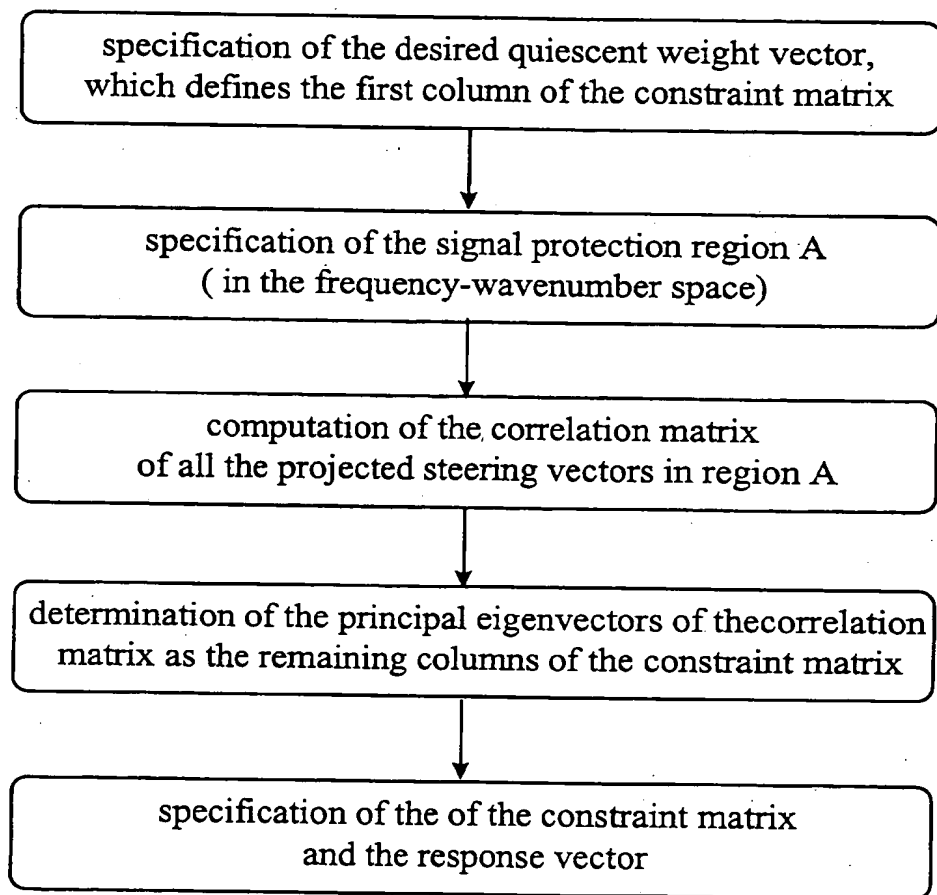 specification of the desired quiescent weight vector,
which defines the first column of the constraint matrix
specification of the signal protection region A
( in the frequency-wavenumber space)
computation of the correlation matrix
of all the projected steering vectors in region A
determination of the principal eigenvectors of thecorrelation
matrix as the remaining columns of the constraint matrix
specification of the of the constraint matrix
and the response vector